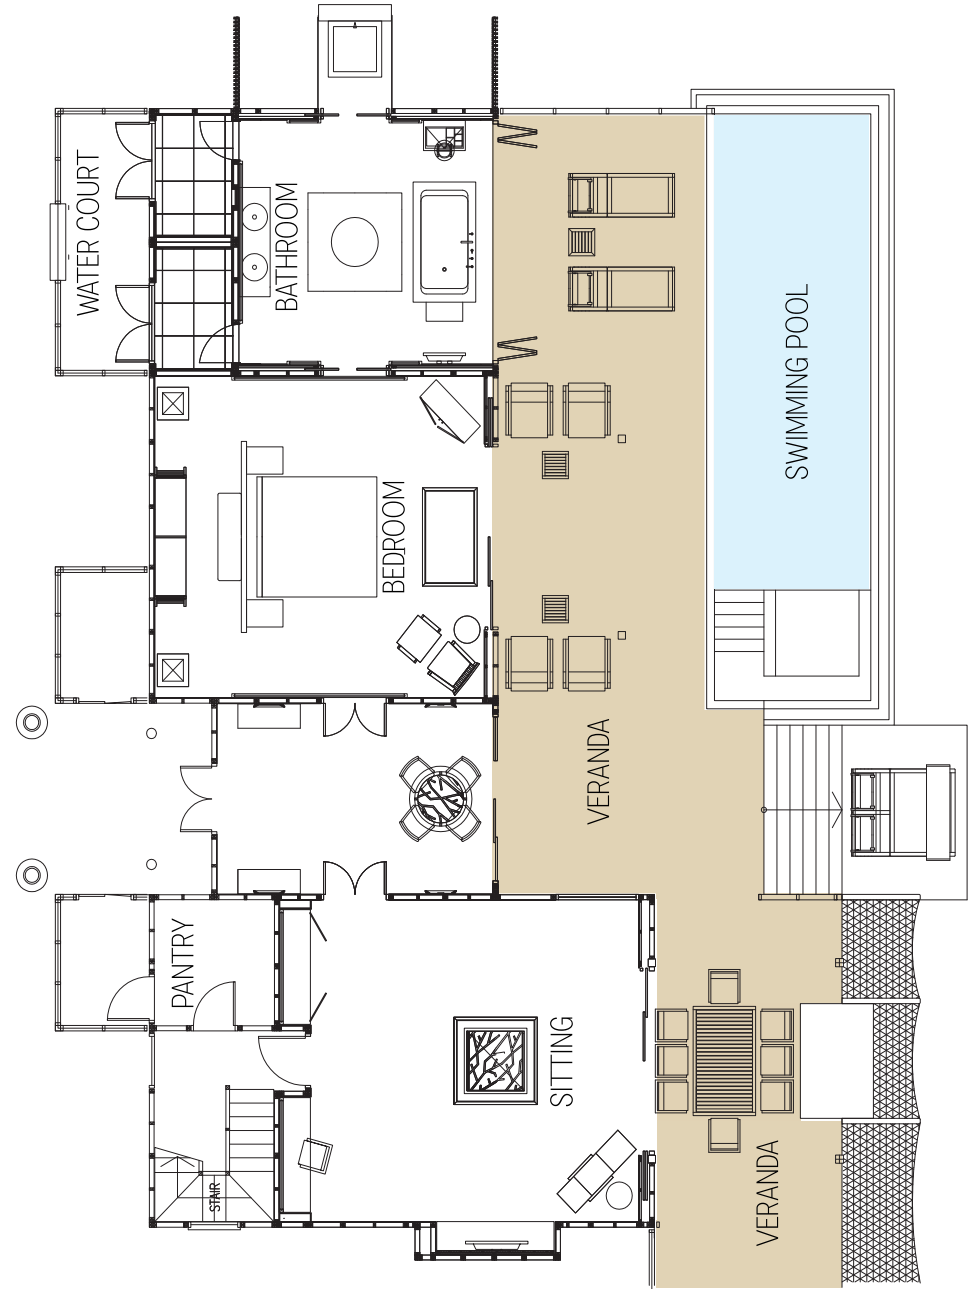 WATER COURT
BATHROOM
SWIMMING POOL
BEDROOM
VERANDA
PANTRY
SITTING
STAIR
VERANDA